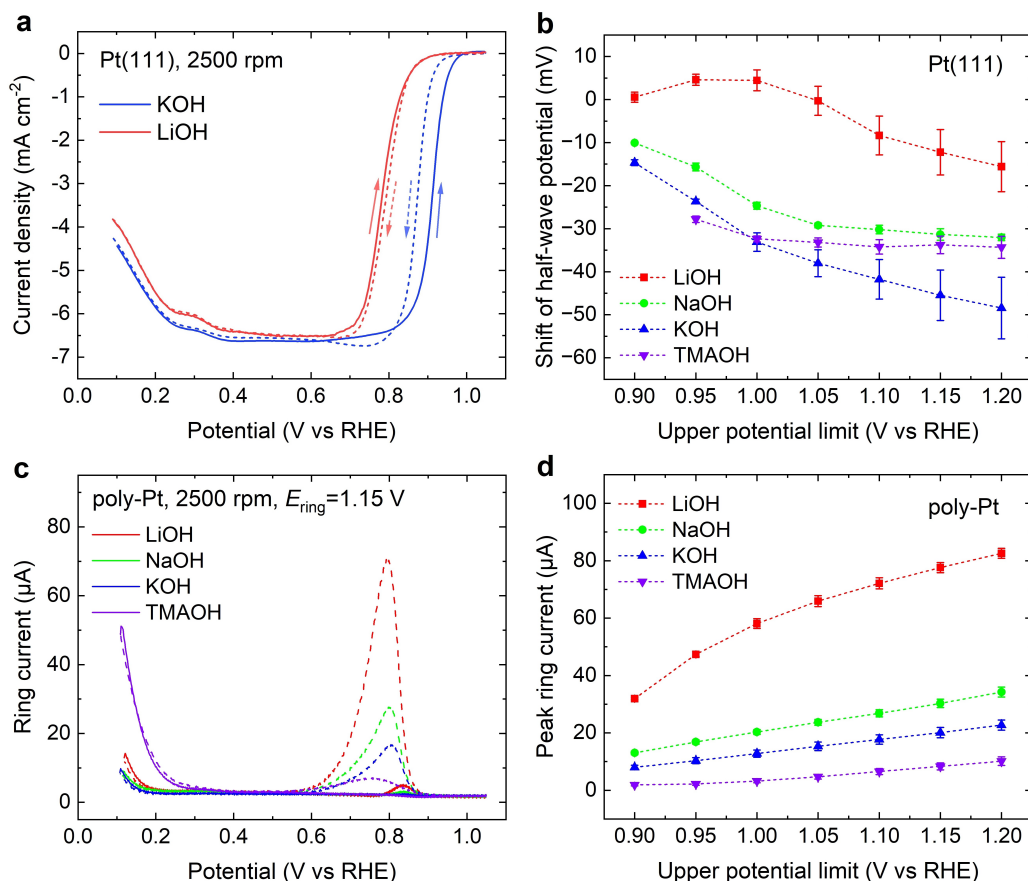 a
Pt(111), 2500 rpm
KOH
LiOH
Current density (mA cm⁻²)
0
−1
−2
−3
−4
−5
−6
−7
0.0 0.2 0.4 0.6 0.8 1.0
Potential (V vs RHE)
b
Pt(111)
LiOH
NaOH
KOH
TMAOH
Shift of half-wave potential (mV)
10
0
−10
−20
−30
−40
−50
−60
0.90 0.95 1.00 1.05 1.10 1.15 1.20
Upper potential limit (V vs RHE)
c
poly-Pt, 2500 rpm, E_ring=1.15 V
LiOH
NaOH
KOH
TMAOH
Ring current (μA)
80
60
40
20
0
0.0 0.2 0.4 0.6 0.8 1.0
Potential (V vs RHE)
d
poly-Pt
LiOH
NaOH
KOH
TMAOH
Peak ring current (μA)
100
80
60
40
20
0
0.90 0.95 1.00 1.05 1.10 1.15 1.20
Upper potential limit (V vs RHE)